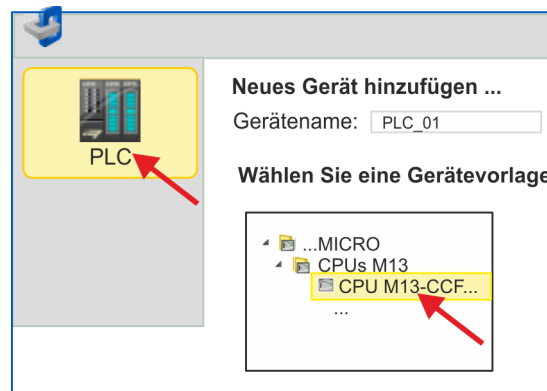 PLC
Neues Gerät hinzufügen ...
Gerätename: PLC_01
Wählen Sie eine Gerätevorlage
...MICRO
CPUs M13
CPU M13-CCF...
...